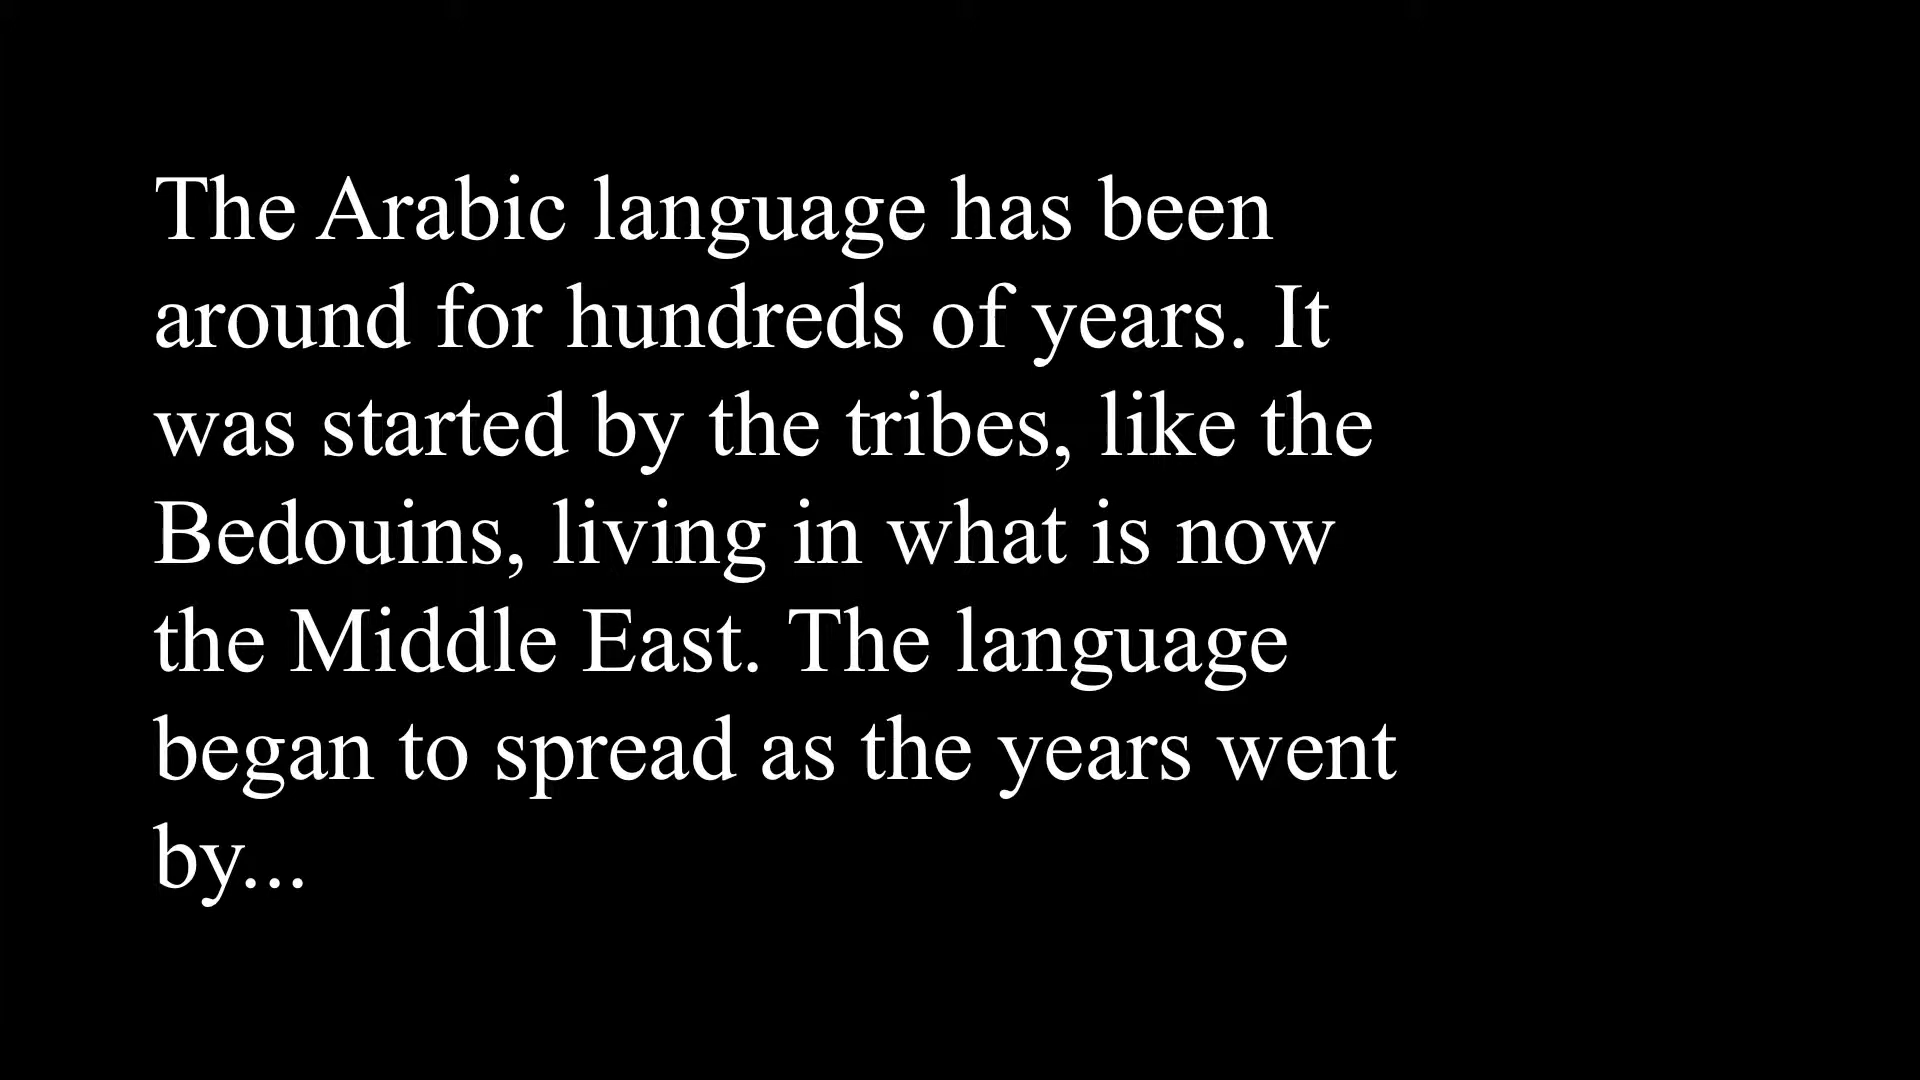 The Arabic language has been
around for hundreds of years. It
was started by the tribes, like the
Bedouins, living in what is now
the Middle East. The language
began to spread as the years went
by...